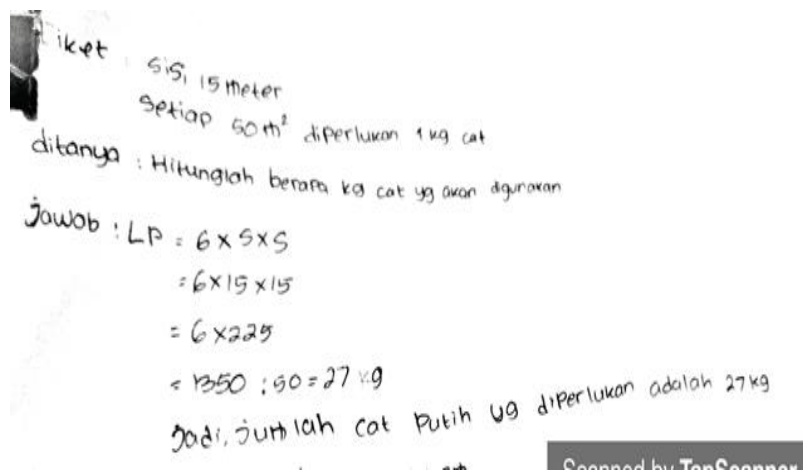 iket : sisi 15 meter
setiap 50 m² diperlukan 1 kg cat
ditanya : Hitunglah berapa kg cat yg akan digunakan
jawab : LP = 6 x s x s
= 6 x 15 x 15
= 6 x 225
= 1350 : 50 = 27 kg
Jadi, jumlah cat putih yg diperlukan adalah 27 kg
Scanned by TapScanner